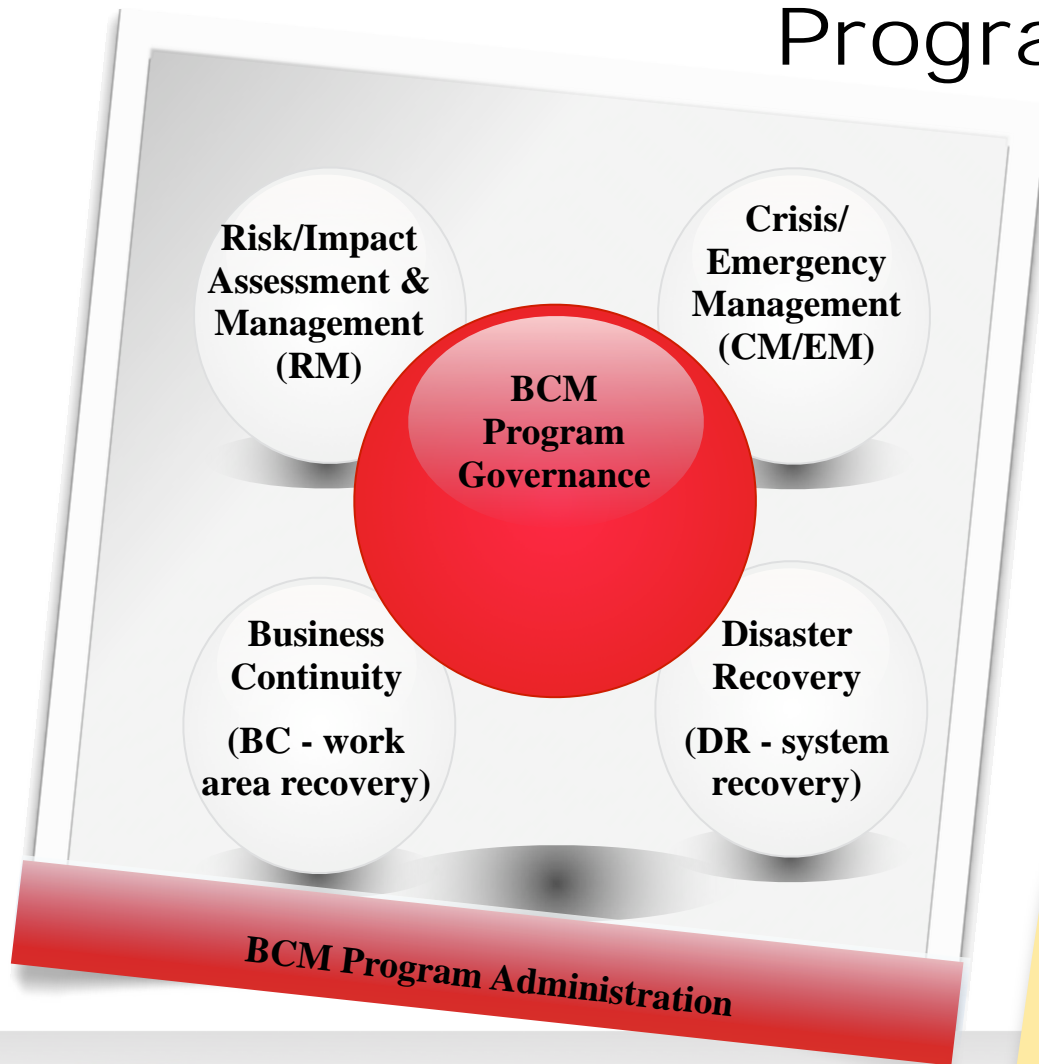 Progra
Risk/Impact
Assessment &
Management
(RM)
Crisis/
Emergency
Management
(CM/EM)
BCM
Program
Governance
Business
Continuity
(BC - work
area recovery)
Disaster
Recovery
(DR - system
recovery)
BCM Program Administration